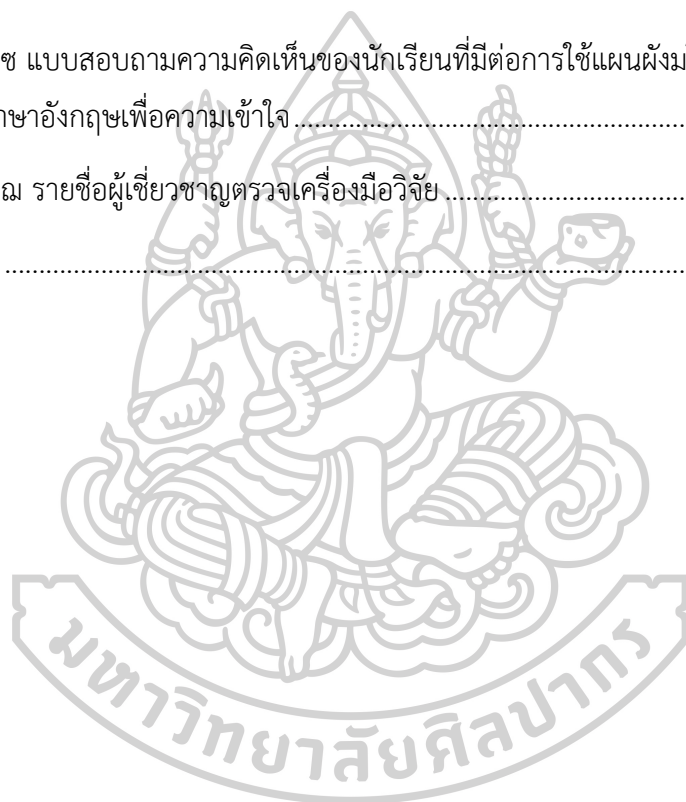 ซ แบบสอบถามความคิดเห็นของนักเรียนที่มีต่อการใช้แผนผังม
าษาอังกฤษเพื่อความเข้าใจ
ฌ รายชื่อผู้เชี่ยวชาญตรวจเครื่องมือวิจัย
มหาวิทยาลัยศิลปากร